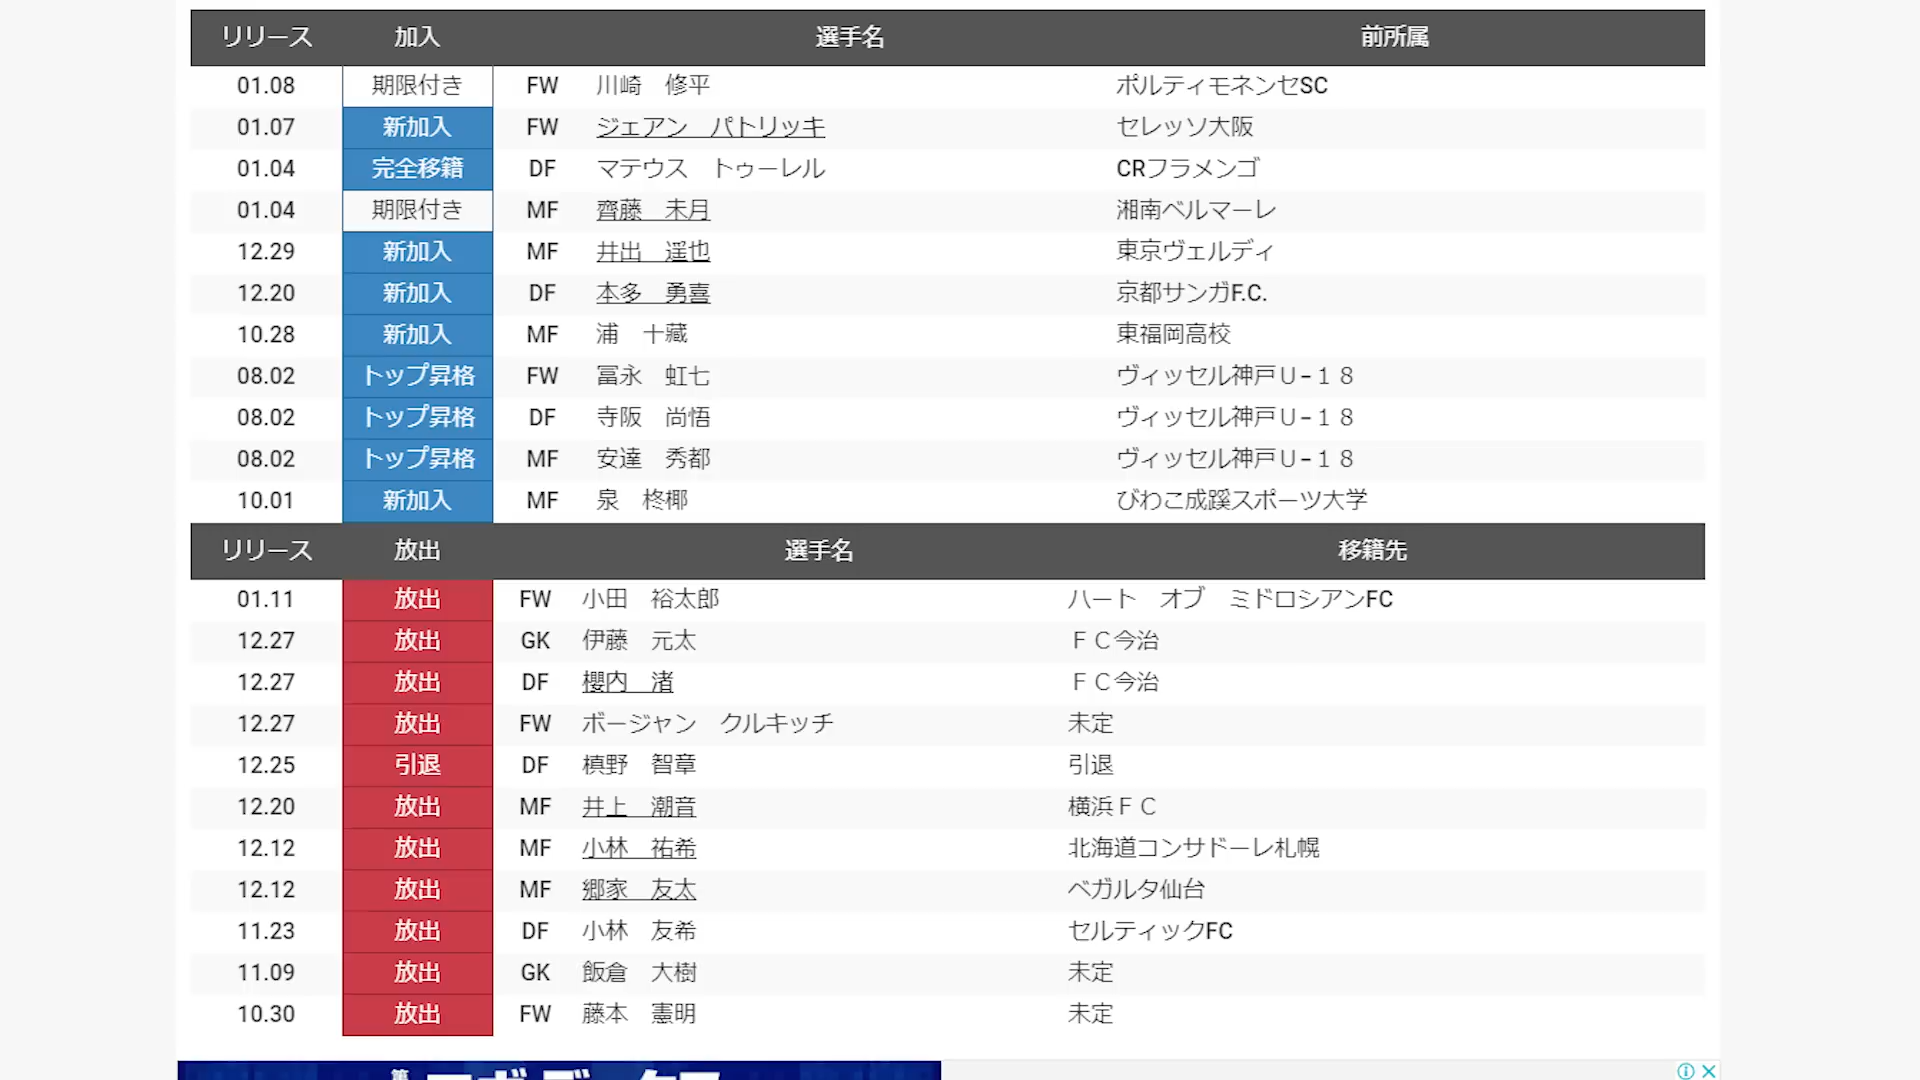 リリース 加入 選手名 前所属
01.08 期限付き FW 川崎　修平 ポルティモネンセSC
01.07 新加入 FW ジェアン　パトリッキ セレッソ大阪
01.04 完全移籍 DF マテウス　トゥーレル CRフラメンゴ
01.04 期限付き MF 齊藤　未月 湘南ベルマーレ
12.29 新加入 MF 井出　遥也 東京ヴェルディ
12.20 新加入 DF 本多　勇喜 京都サンガF.C.
10.28 新加入 MF 浦　十藏 東福岡高校
08.02 トップ昇格 FW 冨永　虹七 ヴィッセル神戸Ｕ−１８
08.02 トップ昇格 DF 寺阪　尚悟 ヴィッセル神戸Ｕ−１８
08.02 トップ昇格 MF 安達　秀都 ヴィッセル神戸Ｕ−１８
10.01 新加入 MF 泉　柊椰 びわこ成蹊スポーツ大学
リリース 放出 選手名 移籍先
01.11 放出 FW 小田　裕太郎 ハート　オブ　ミドロシアンFC
12.27 放出 GK 伊藤　元太 ＦＣ今治
12.27 放出 DF 櫻内　渚 ＦＣ今治
12.27 放出 FW ボージャン　クルキッチ 未定
12.25 引退 DF 槙野　智章 引退
12.20 放出 MF 井上　潮音 横浜ＦＣ
12.12 放出 MF 小林　祐希 北海道コンサドーレ札幌
12.12 放出 MF 郷家　友太 ベガルタ仙台
11.23 放出 DF 小林　友希 セルティックFC
11.09 放出 GK 飯倉　大樹 未定
10.30 放出 FW 藤本　憲明 未定